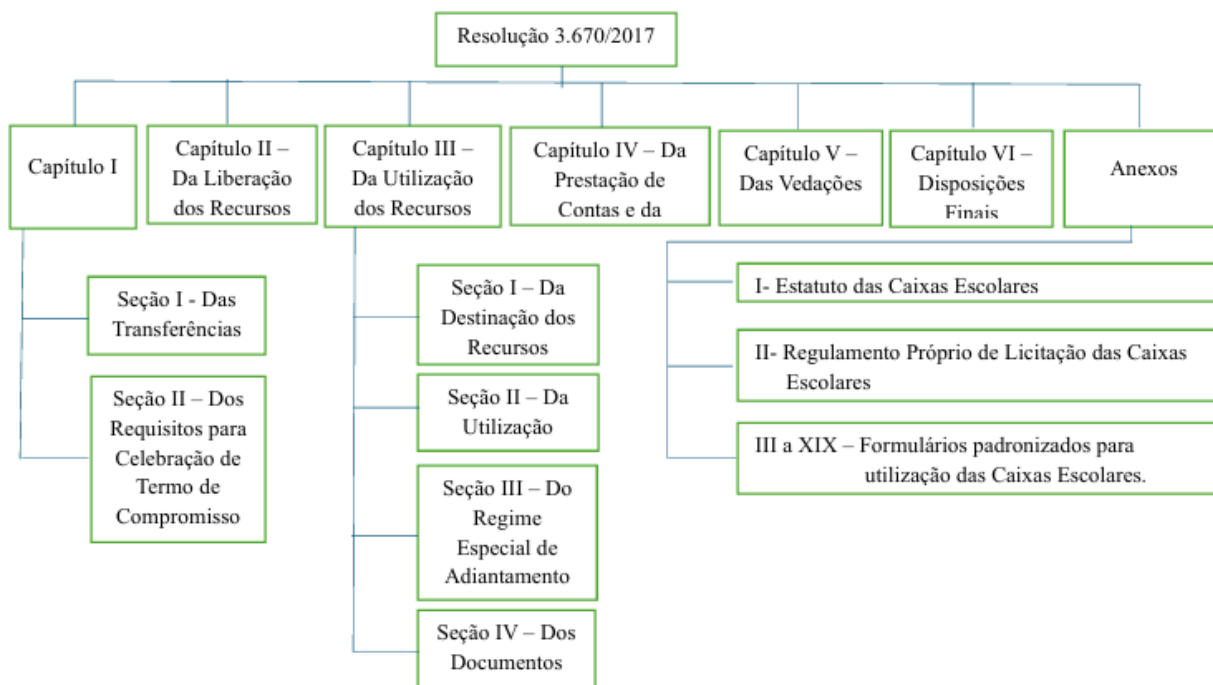 Resolução 3.670/2017
Capítulo I
Capítulo II –
Da Liberação
dos Recursos
Capítulo III –
Da Utilização
dos Recursos
Capítulo IV – Da
Prestação de
Contas e da
Capítulo V –
Das Vedações
Capítulo VI –
Disposições
Finais
Anexos
Seção I - Das
Transferências
Seção II – Dos
Requisitos para
Celebração de
Termo de
Compromisso
Seção I – Da
Destinação dos
Recursos
Seção II – Da
Utilização
Seção III – Do
Regime
Especial de
Adiantamento
Seção IV – Dos
Documentos
I- Estatuto das Caixas Escolares
II- Regulamento Próprio de Licitação das Caixas
Escolares
III a XIX – Formulários padronizados para
utilização das Caixas Escolares.